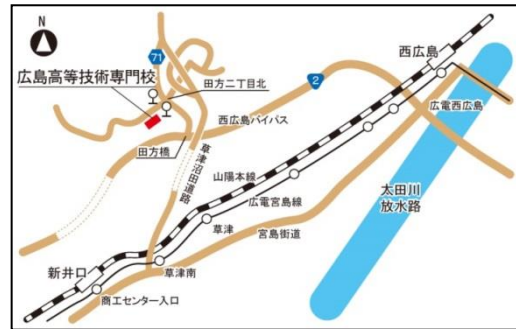 N
71
広島高等技術専門校
田方二丁目北
2
西広島
広電西広島
西広島バイパス
田方橋
草津沼田道路
山陽本線
広電宮島線
太田川
放水路
草津
宮島街道
新井口
草津南
商工センター入口